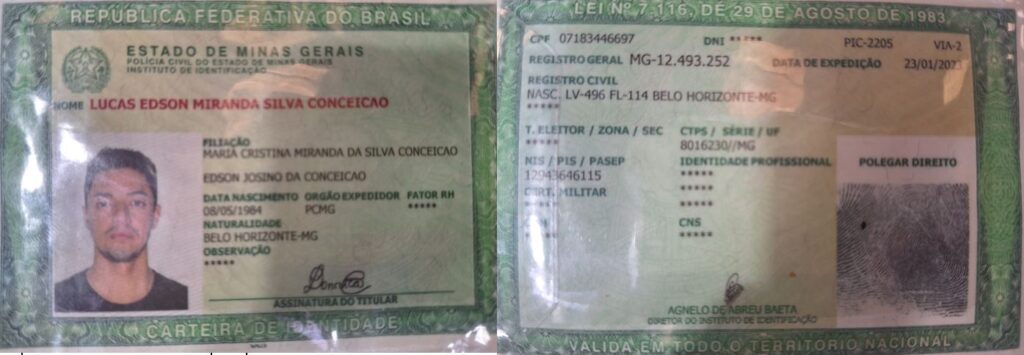 REPÚBLICA FEDERATIVA DO BRASIL
ESTADO DE MINAS GERAIS
POLÍCIA CIVIL DO ESTADO DE MINAS GERAIS
INSTITUTO DE IDENTIFICAÇÃO
NOME LUCAS EDSON MIRANDA SILVA CONCEICAO
FILIAÇÃO
MARIA CRISTINA MIRANDA DA SILVA CONCEICAO
EDSON JOSINO DA CONCEICAO
DATA NASCIMENTO ORGÃO EXPEDIDOR FATOR RH
08/05/1984 PCMG *****
NATURALIDADE
BELO HORIZONTE-MG
OBSERVAÇÃO
*****
ASSINATURA DO TITULAR
CARTEIRA DE IDENTIDADE
LEI Nº 7.116, DE 29 DE AGOSTO DE 1983
CPF 07183446697 DNI ***** PIC-2205 VIA-2
REGISTRO GERAL MG-12.493.252 DATA DE EXPEDIÇÃO 23/01/2023
REGISTRO CIVIL
NASC. LV-496 FL-114 BELO HORIZONTE-MG
*****
T. ELEITOR / ZONA / SEC CTPS / SÉRIE / UF
***** 8016230//MG
NIS / PIS / PASEP IDENTIDADE PROFISSIONAL
12943646115 *****
CERT. MILITAR *****
***** CNS
*****
POLEGAR DIREITO
AGNELO DE ABREU BAETA
DIRETOR DO INSTITUTO DE IDENTIFICAÇÃO
VÁLIDA EM TODO O TERRITÓRIO NACIONAL